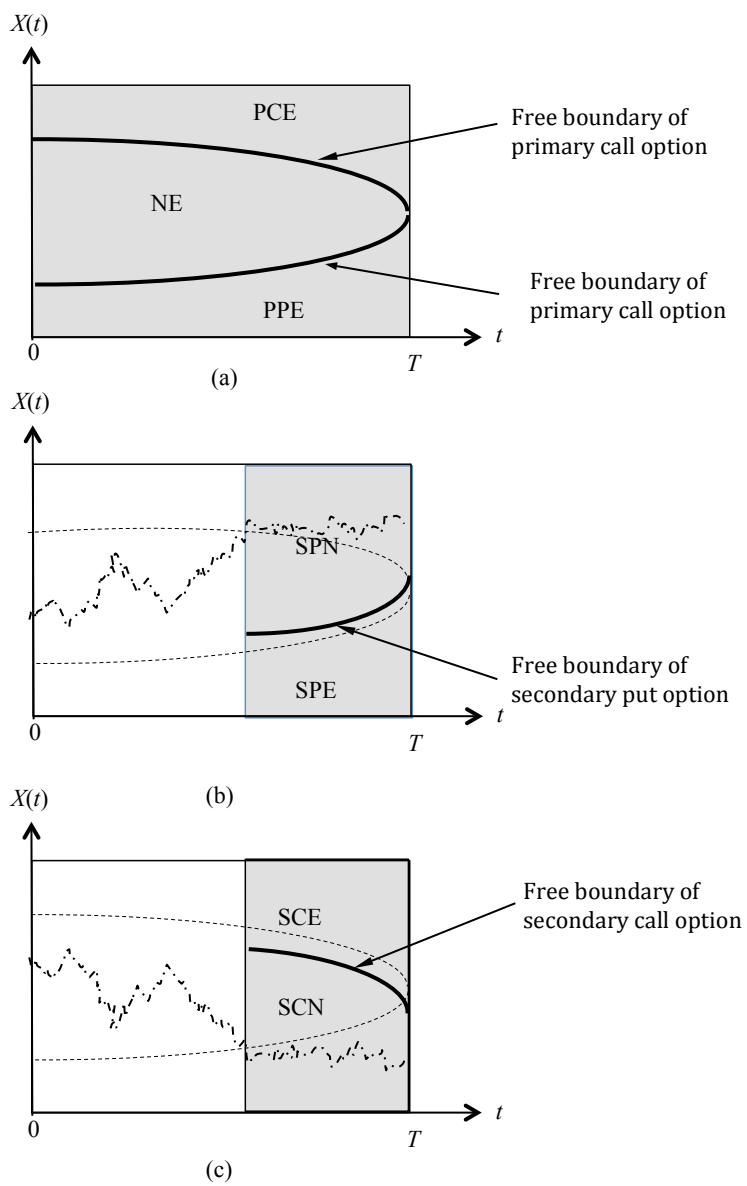 X(t)
PCE
Free boundary of
primary call option
NE
Free boundary of
primary call option
PPE
0
T
t
(a)
X(t)
SPN
Free boundary of
secondary put option
SPE
0
T
t
(b)
X(t)
Free boundary of
secondary call option
SCE
SCN
0
T
t
(c)